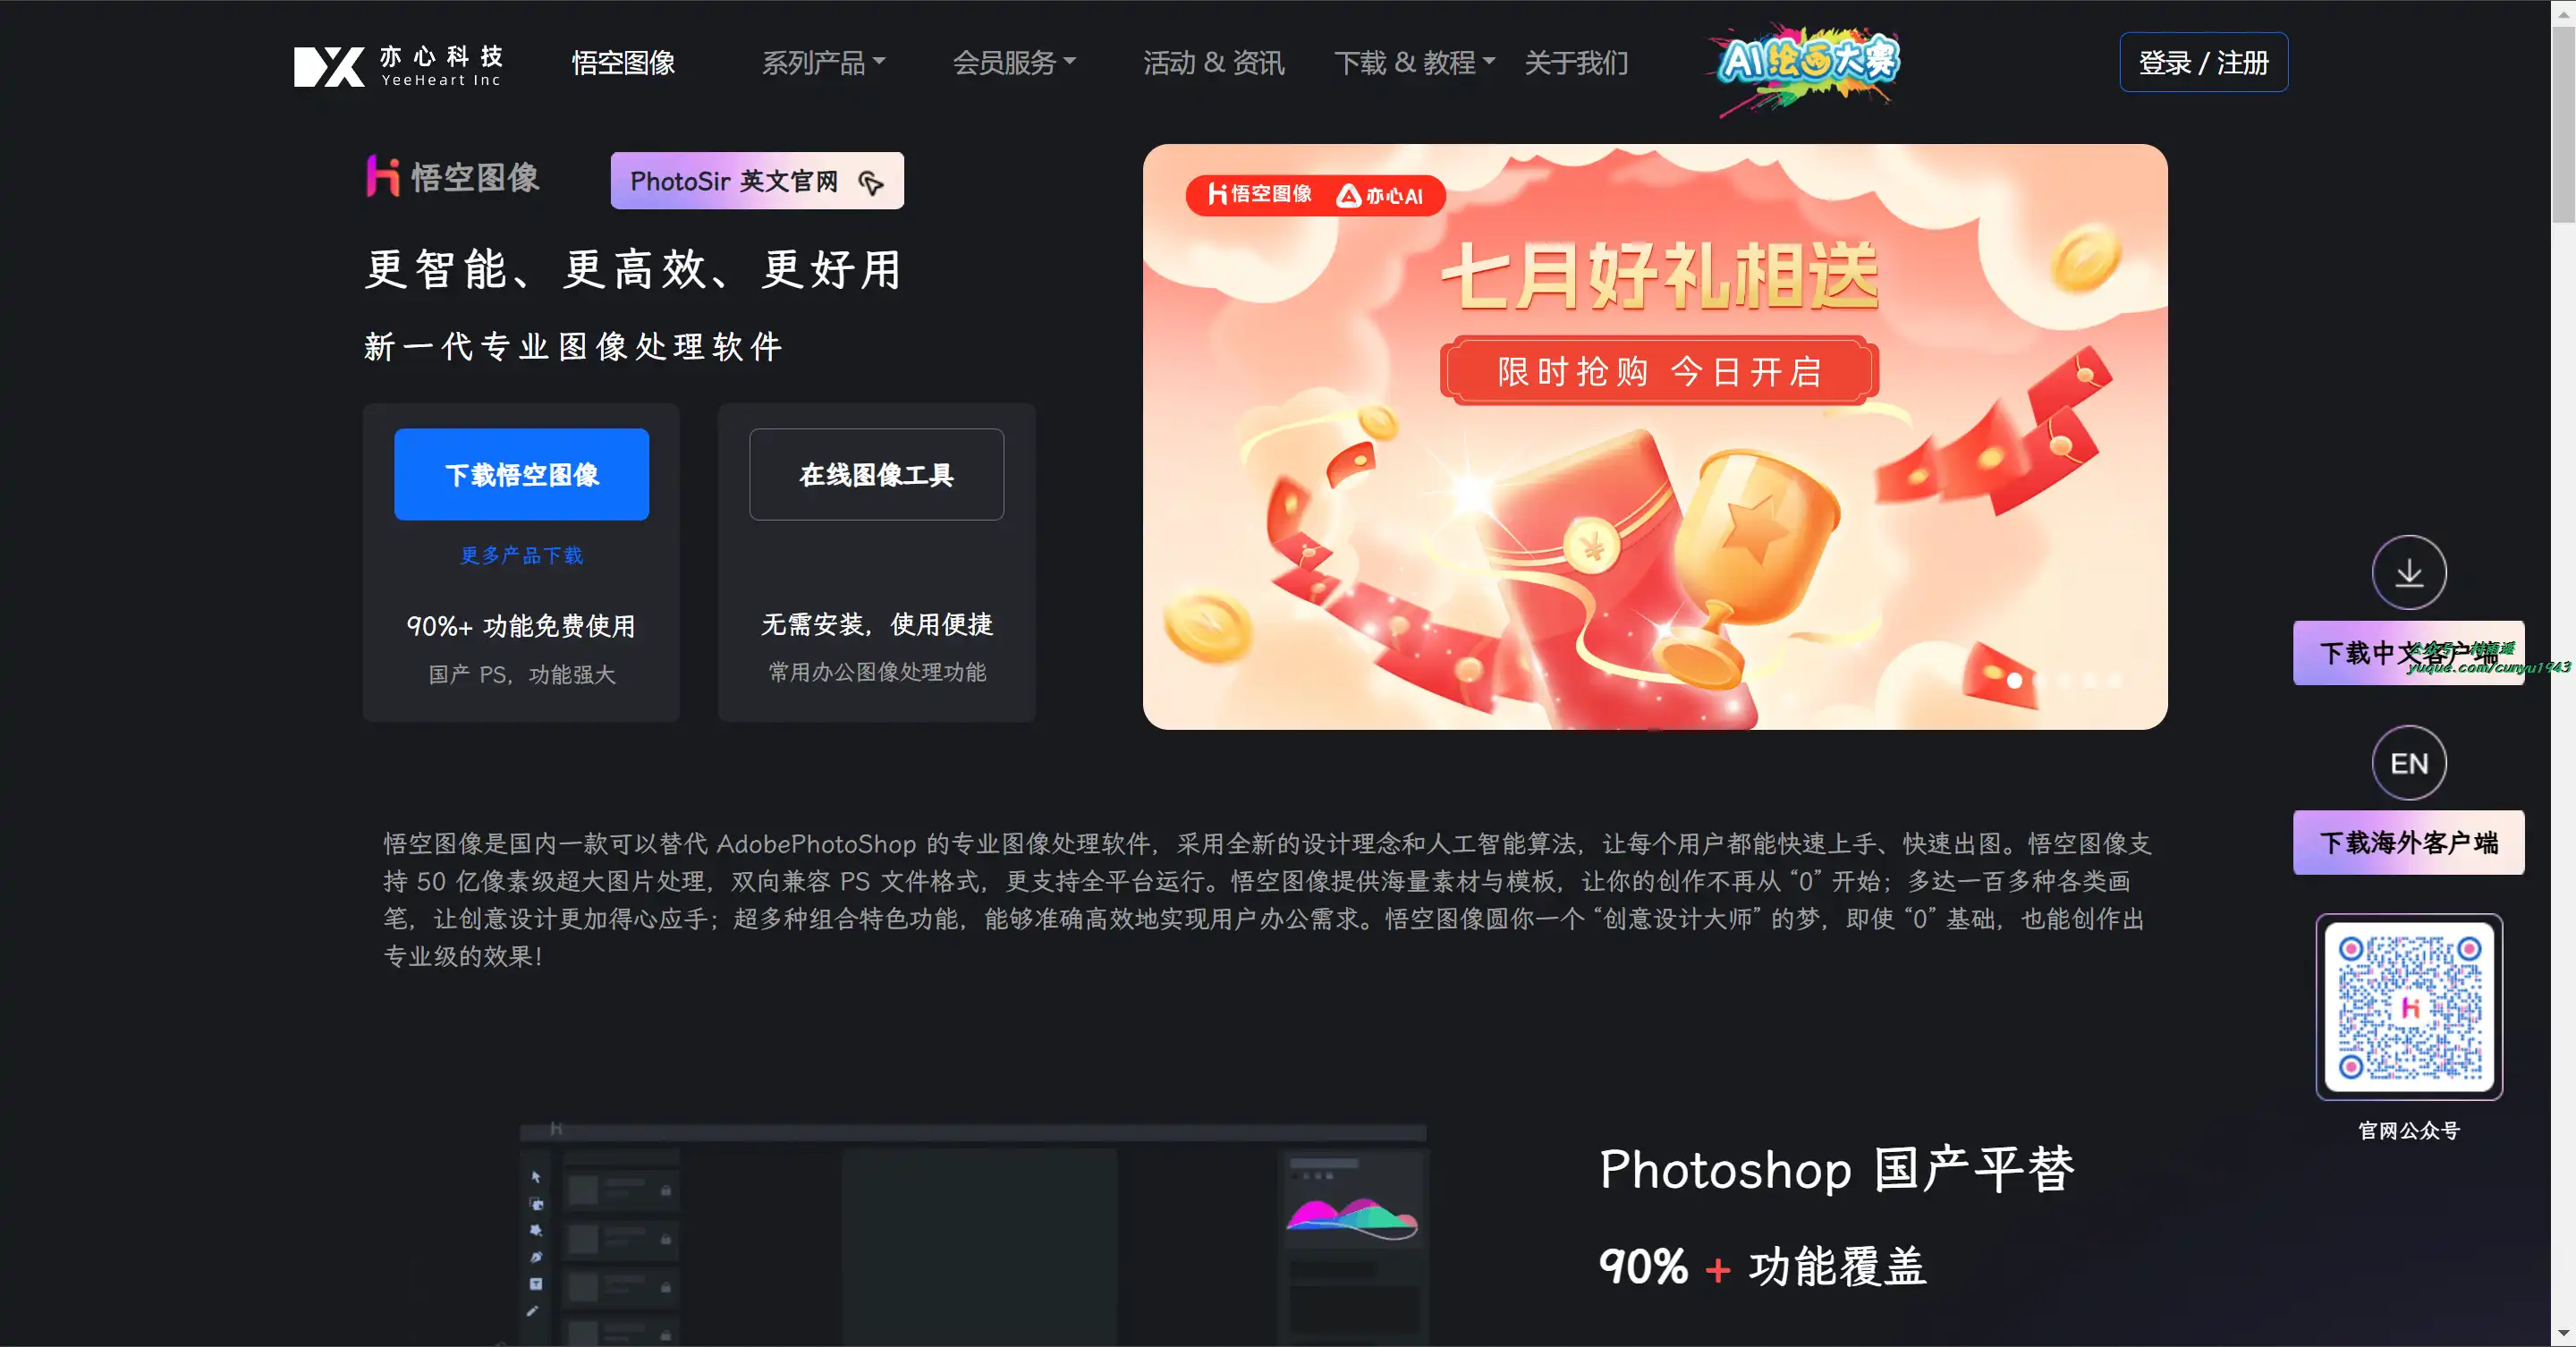 亦心科技
YeeHeart Inc
悟空图像
系列产品
会员服务
活动 & 资讯
下载 & 教程
关于我们
AI绘画大赛
登录 / 注册
悟空图像
PhotoSir 英文官网
更智能、更高效、更好用
新一代专业图像处理软件
下载悟空图像
更多产品下载
90%+ 功能免费使用
国产 PS，功能强大
在线图像工具
无需安装，使用便捷
常用办公图像处理功能
悟空图像
亦心AI
七月好礼相送
限时抢购 今日开启
下载中文客户端
yuque.com/cunyu1943
EN
下载海外客户端
官网公众号
悟空图像是国内一款可以替代 AdobePhotoShop 的专业图像处理软件，采用全新的设计理念和人工智能算法，让每个用户都能快速上手、快速出图。悟空图像支
持 50 亿像素级超大图片处理，双向兼容 PS 文件格式，更支持全平台运行。悟空图像提供海量素材与模板，让你的创作不再从 “0” 开始；多达一百多种各类画
笔，让创意设计更加得心应手；超多种组合特色功能，能够准确高效地实现用户办公需求。悟空图像圆你一个 “创意设计大师” 的梦，即使 “0” 基础，也能创作出
专业级的效果！
Photoshop 国产平替
90% + 功能覆盖